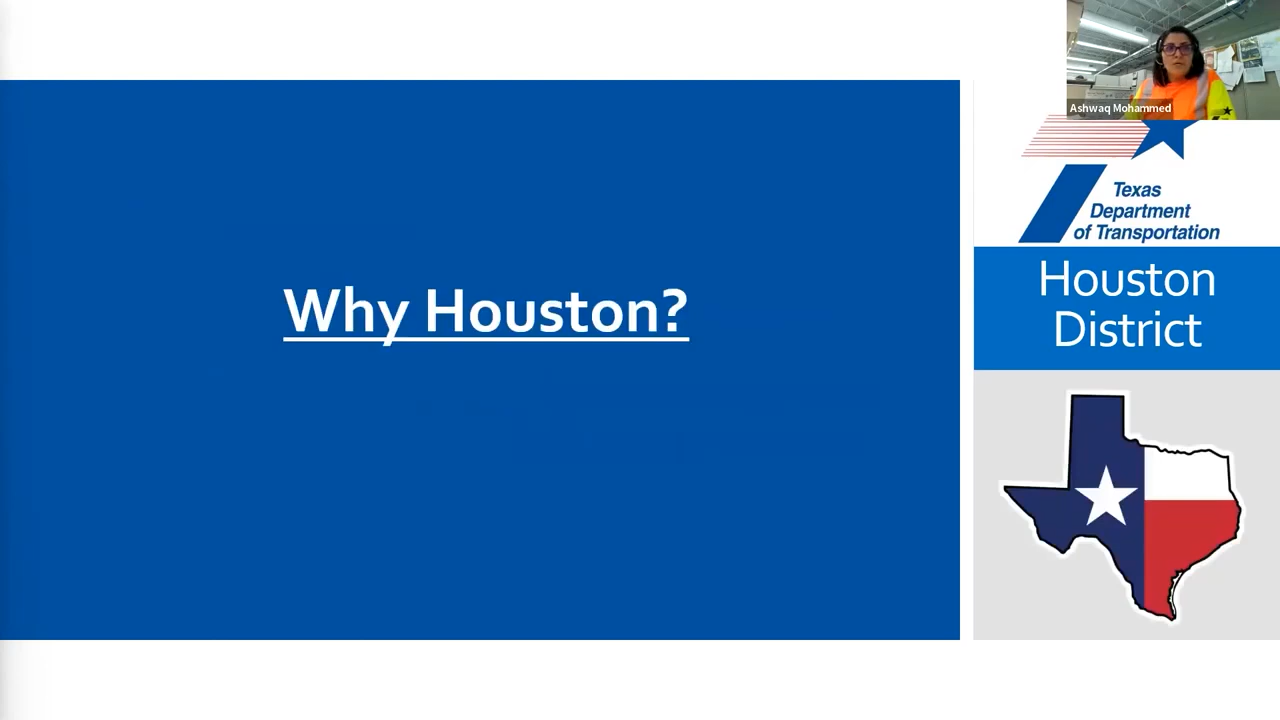 Why Houston?
Ashwaq Mohammed
Texas
Department
of Transportation
Houston
District